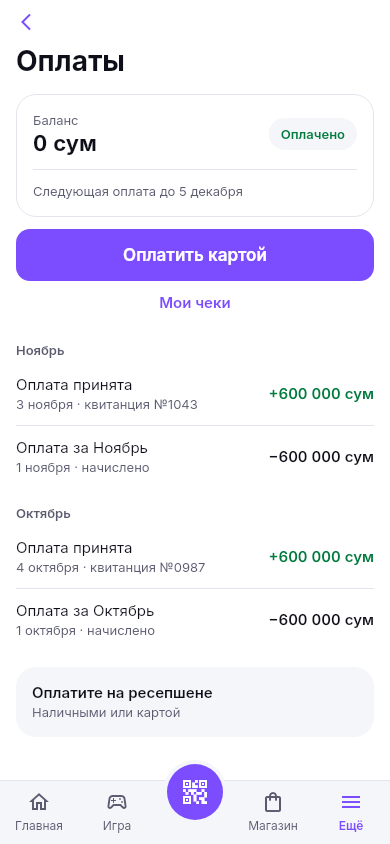 Оплаты
Баланс
0 сум
Оплачено
Следующая оплата до 5 декабря
Оплатить картой
Мои чеки
Ноябрь
Оплата принята
+600 000 сум
3 ноября · квитанция №1043
Оплата за Ноябрь
−600 000 сум
1 ноября · начислено
Октябрь
Оплата принята
+600 000 сум
4 октября · квитанция №0987
Оплата за Октябрь
−600 000 сум
1 октября · начислено
Оплатите на ресепшене
Наличными или картой
Главная
Игра
Магазин
Ещё